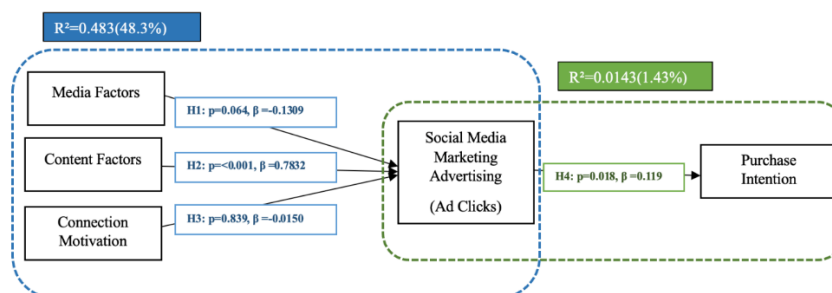 R²=0.483(48.3%)
R²=0.0143(1.43%)
Media Factors
H1: p=0.064, β =-0.1309
Content Factors
H2: p=<0.001, β =0.7832
Connection
Motivation
H3: p=0.839, β =-0.0150
Social Media
Marketing
Advertising
(Ad Clicks)
H4: p=0.018, β =0.119
Purchase
Intention